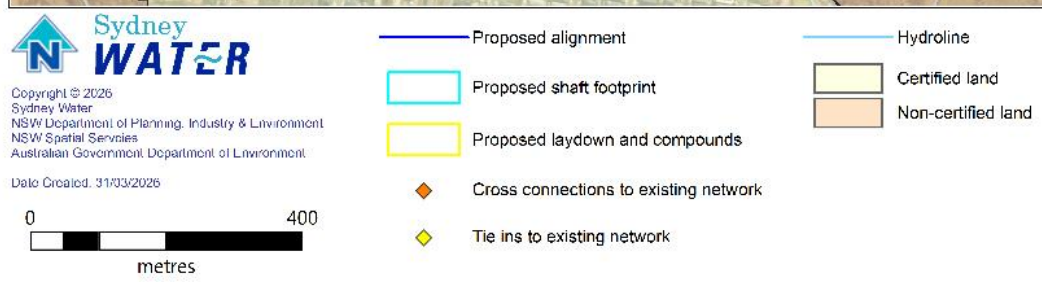 N
Sydney
WATER
Copyright © 2026
Sydney Water
NSW Department of Planning, Industry & Environment
NSW Spatial Servcies
Australian Government Department of Environment
Date Created: 31/03/2026
0 400
metres
Proposed alignment
Proposed shaft footprint
Proposed laydown and compounds
Cross connections to existing network
Tie ins to existing network
Hydroline
Certified land
Non-certified land